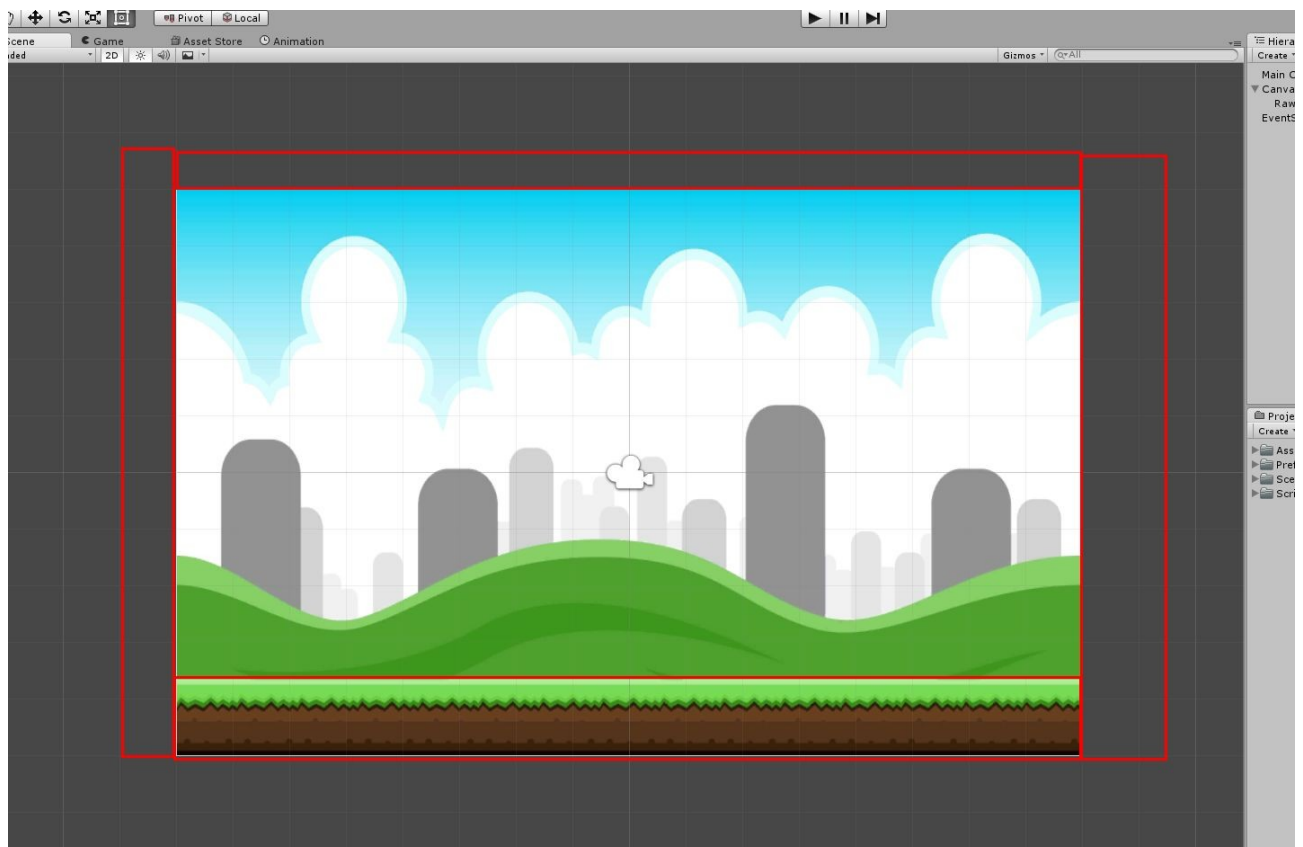 Pivot Local
Scene Game Asset Store Animation
2D
Gizmos All
Hiera
Create
Main C
Canva
Raw
EventS
Proje
Create
Ass
Pref
Sce
Scri